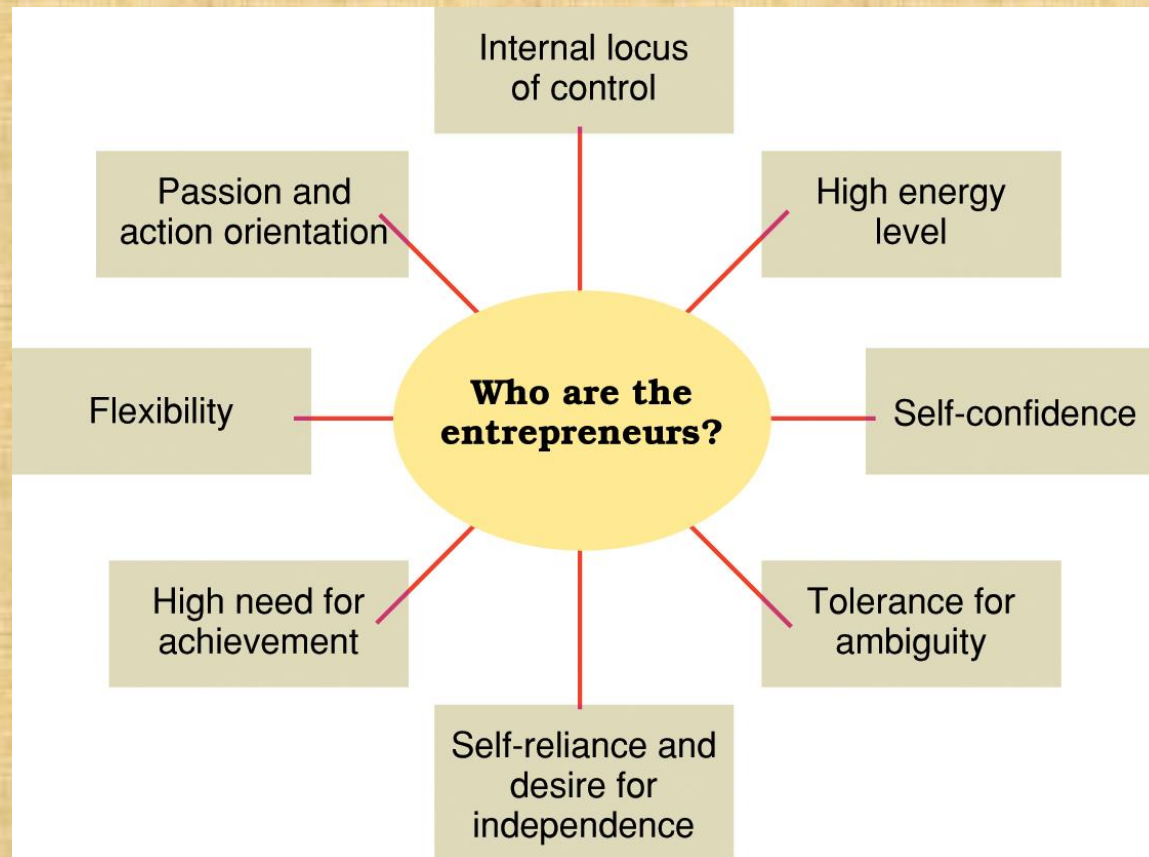 Internal locus
of control
High energy
level
Self-confidence
Tolerance for
ambiguity
Self-reliance and
desire for
independence
High need for
achievement
Flexibility
Passion and
action orientation
Who are the
entrepreneurs?